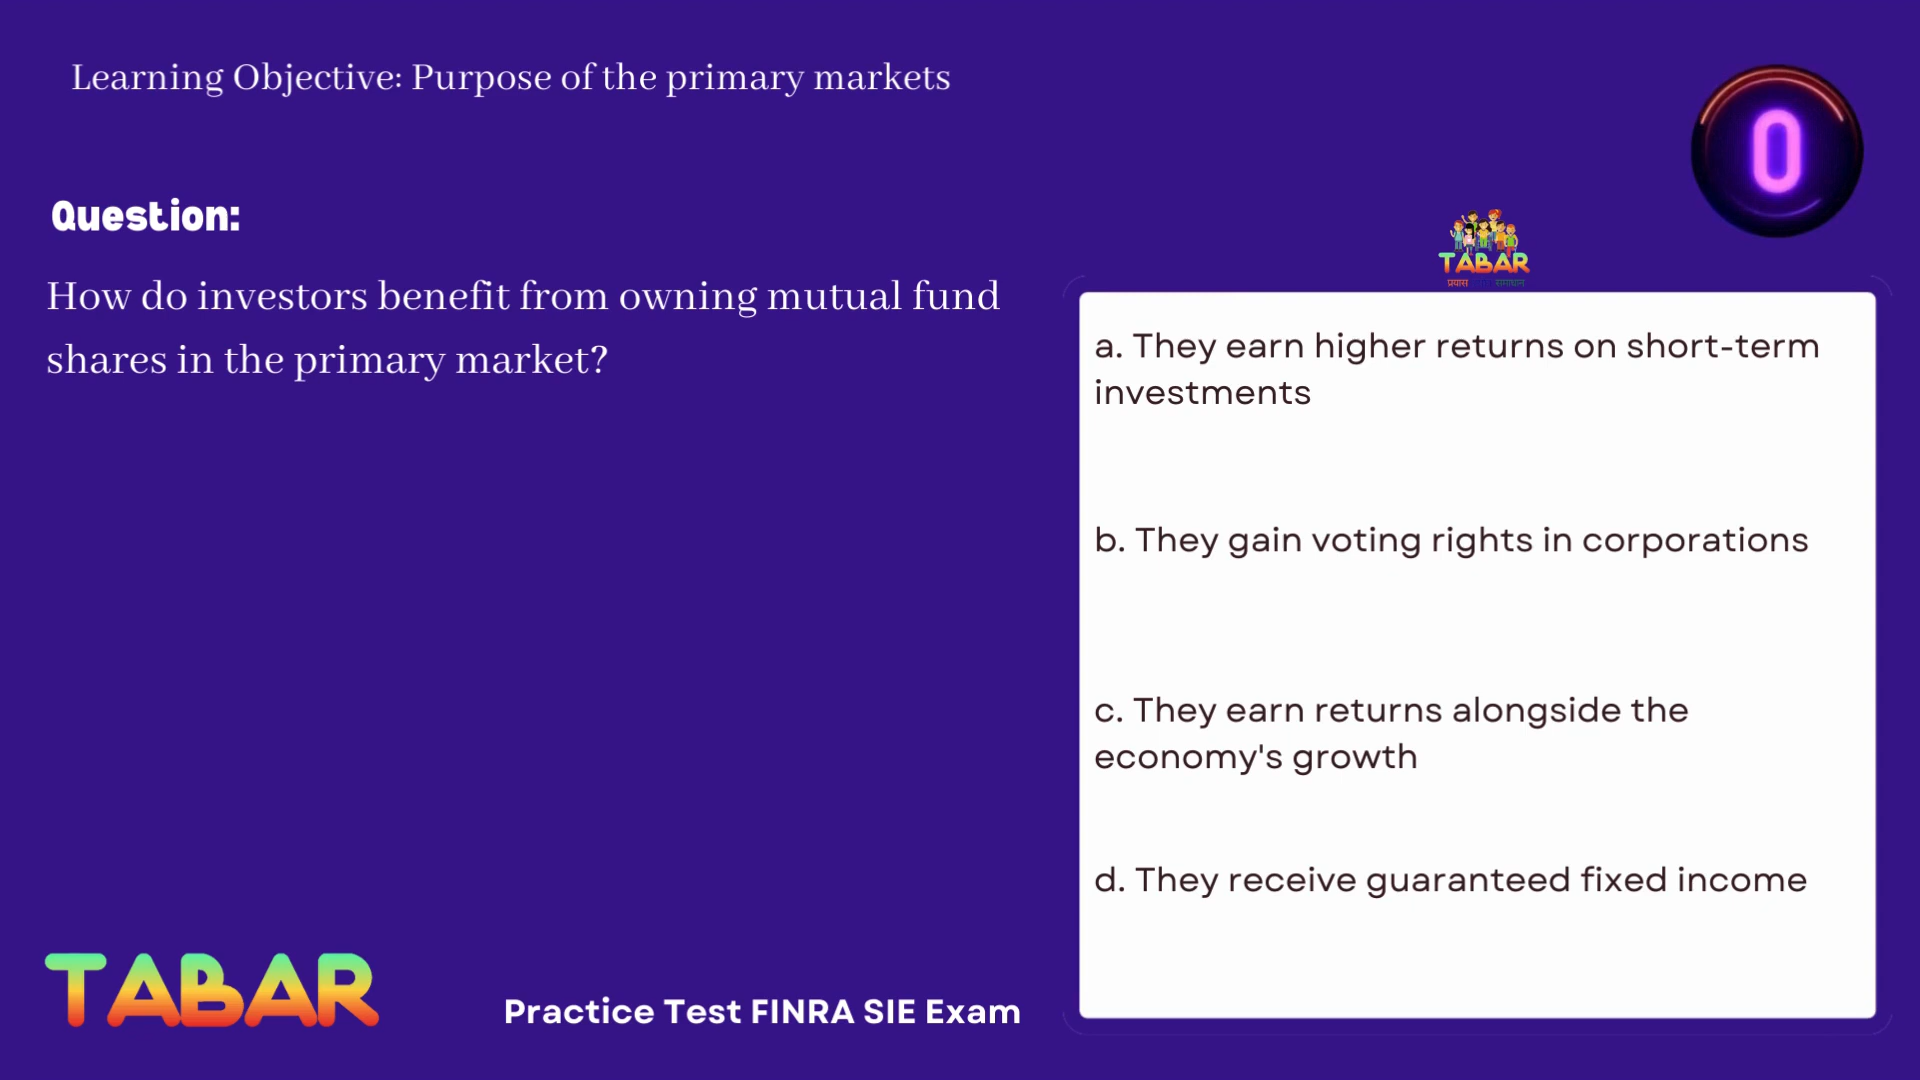 Learning Objective: Purpose of the primary markets
0
Question:
How do investors benefit from owning mutual fund
shares in the primary market?
TABAR
प्रयास समाधान
a. They earn higher returns on short-term
investments
b. They gain voting rights in corporations
c. They earn returns alongside the
economy's growth
d. They receive guaranteed fixed income
TABAR
Practice Test FINRA SIE Exam